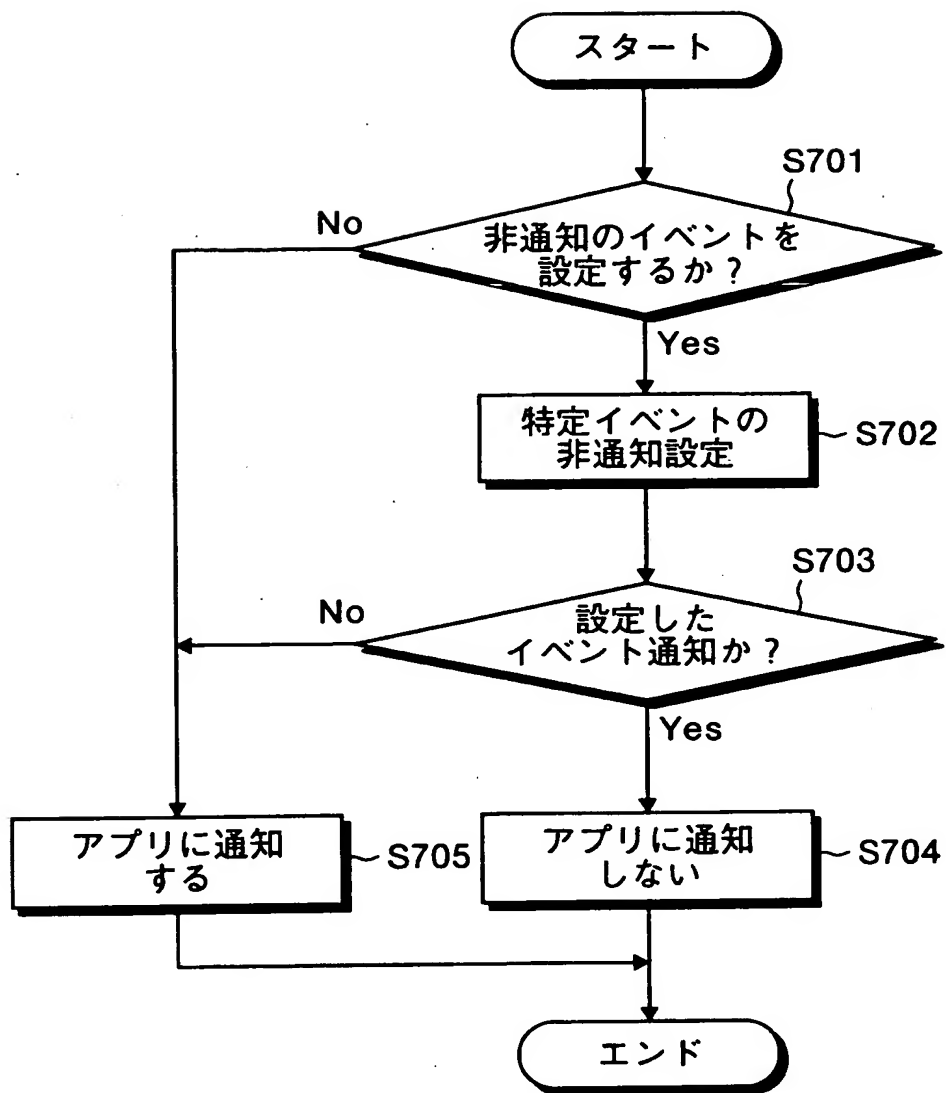 スタート
S701
No
非通知のイベントを
設定するか？
Yes
特定イベントの
非通知設定
S702
S703
No
設定した
イベント通知か？
Yes
アプリに通知
する
S705
アプリに通知
しない
S704
エンド